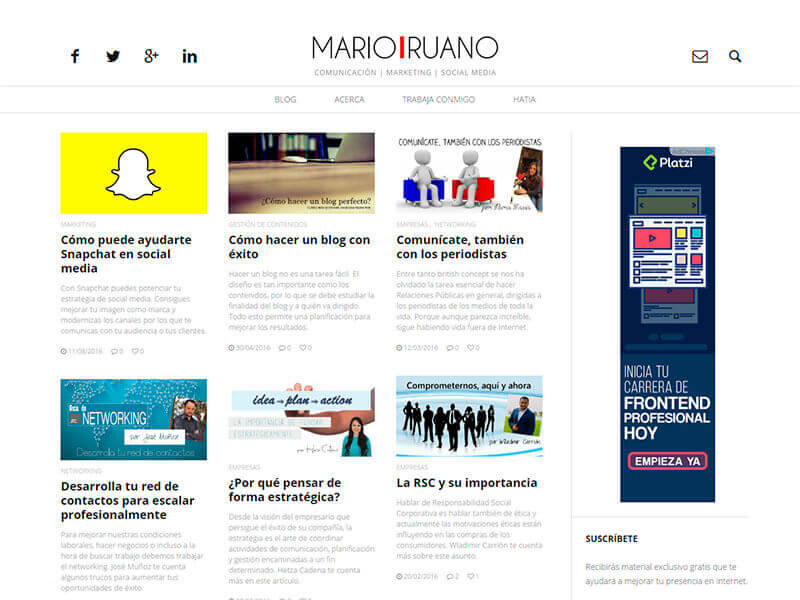 MARIO RUANO
COMUNICACIÓN | MARKETING | SOCIAL MEDIA
BLOG ACERCA TRABAJA CONMIGO HATIA
¿Cómo hacer un blog perfecto?
COMUNÍCATE, TAMBIÉN CON LOS PERIODISTAS
MARKETING
Cómo puede ayudarte
Snapchat en social
media
Con Snapchat puedes potenciar tu
estrategia de social media. Consigues
mejorar tu imagen como marca y
modernizas los canales por los que te
comunicas con tu audiencia o tus clientes.
11/08/2016 0 0
GESTIÓN DE CONTENIDOS
Cómo hacer un blog con
éxito
Hacer un blog no es una tarea fácil. El
diseño es tan importante como los
contenidos, por lo que se debe estudiar la
finalidad del blog y a quién va dirigido.
Todo esto permite una planificación para
mejorar los resultados.
30/04/2016 0 0
EMPRESAS , NETWORKING
Comunícate, también
con los periodistas
Entre tanto british concept se nos ha
olvidado la tarea esencial de hacer
Relaciones Públicas en general, dirigidas a
los periodistas de los medios de toda la
vida. Porque aunque parezca increíble,
sigue habiendo vida fuera de Internet.
12/03/2016 0 0
NETWORKING
por José Muñoz
Desarrolla tu red de contactos
NETWORKING
Desarrolla tu red de
contactos para escalar
profesionalmente
Para mejorar nuestras condiciones
laborales, hacer negocios o incluso a la
hora de buscar trabajo debemos trabajar
el networking. José Muñoz te cuenta
algunos trucos para aumentar tus
oportunidades de éxito.
idea plan action
LA IMPORTANCIA DE PENSAR
ESTRATÉGICAMENTE
EMPRESAS
¿Por qué pensar de
forma estratégica?
Desde la visión del empresario que
persigue el éxito de su compañía, la
estrategia es el arte de coordinar
actividades de comunicación, planificación
y gestión encaminadas a un fin
determinado. Hetza Cadena te cuenta
más en este artículo.
Comprometernos, aquí y ahora
por Wladimir Carrión
EMPRESAS
La RSC y su importancia
Hablar de Responsabilidad Social
Corporativa es hablar también de ética y
actualmente las motivaciones éticas están
influyendo en las compras de los
consumidores. Wladimir Carrión te cuenta
más sobre este asunto.
20/02/2016 2 1
Platzi
INICIA TU
CARRERA DE
FRONTEND
PROFESIONAL
HOY
EMPIEZA YA
SUSCRÍBETE
Recibirás material exclusivo gratis que te
ayudará a mejorar tu presencia en Internet.